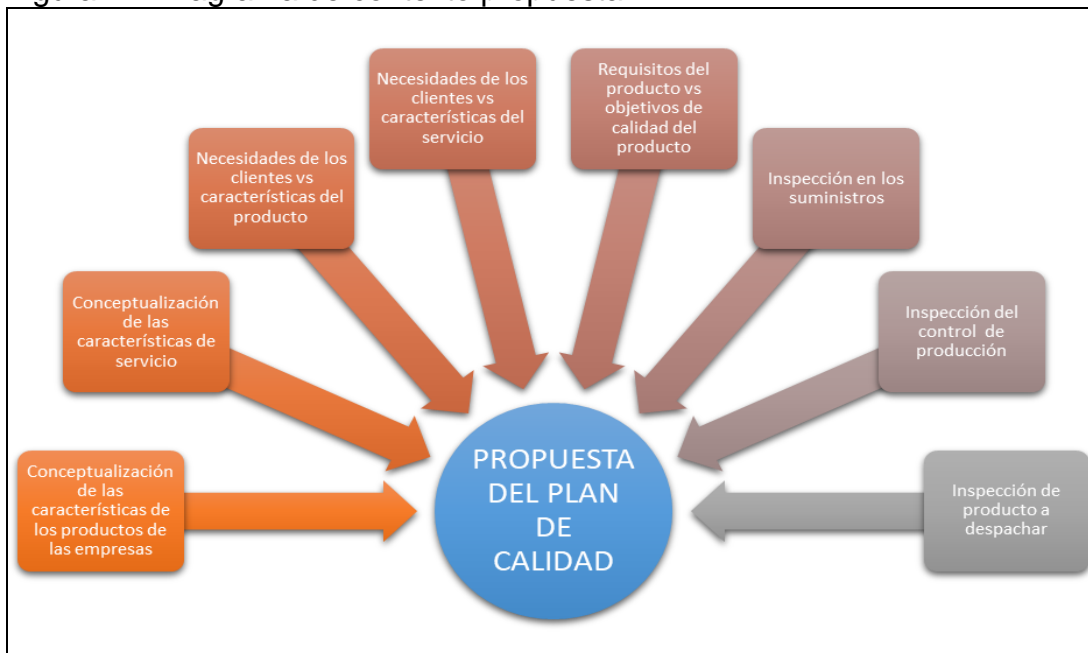 Necesidades de los
clientes vs
características del
servicio
Requisitos del
producto vs
objetivos de
calidad del
producto
Necesidades de los
clientes vs
características del
producto
Inspección en los
suministros
Conceptualización
de las
características de
servicio
Inspección del
control de
producción
Conceptualización
de las
características de
los productos de
las empresas
PROPUESTA
DEL PLAN
DE
CALIDAD
Inspección de
producto a
despachar